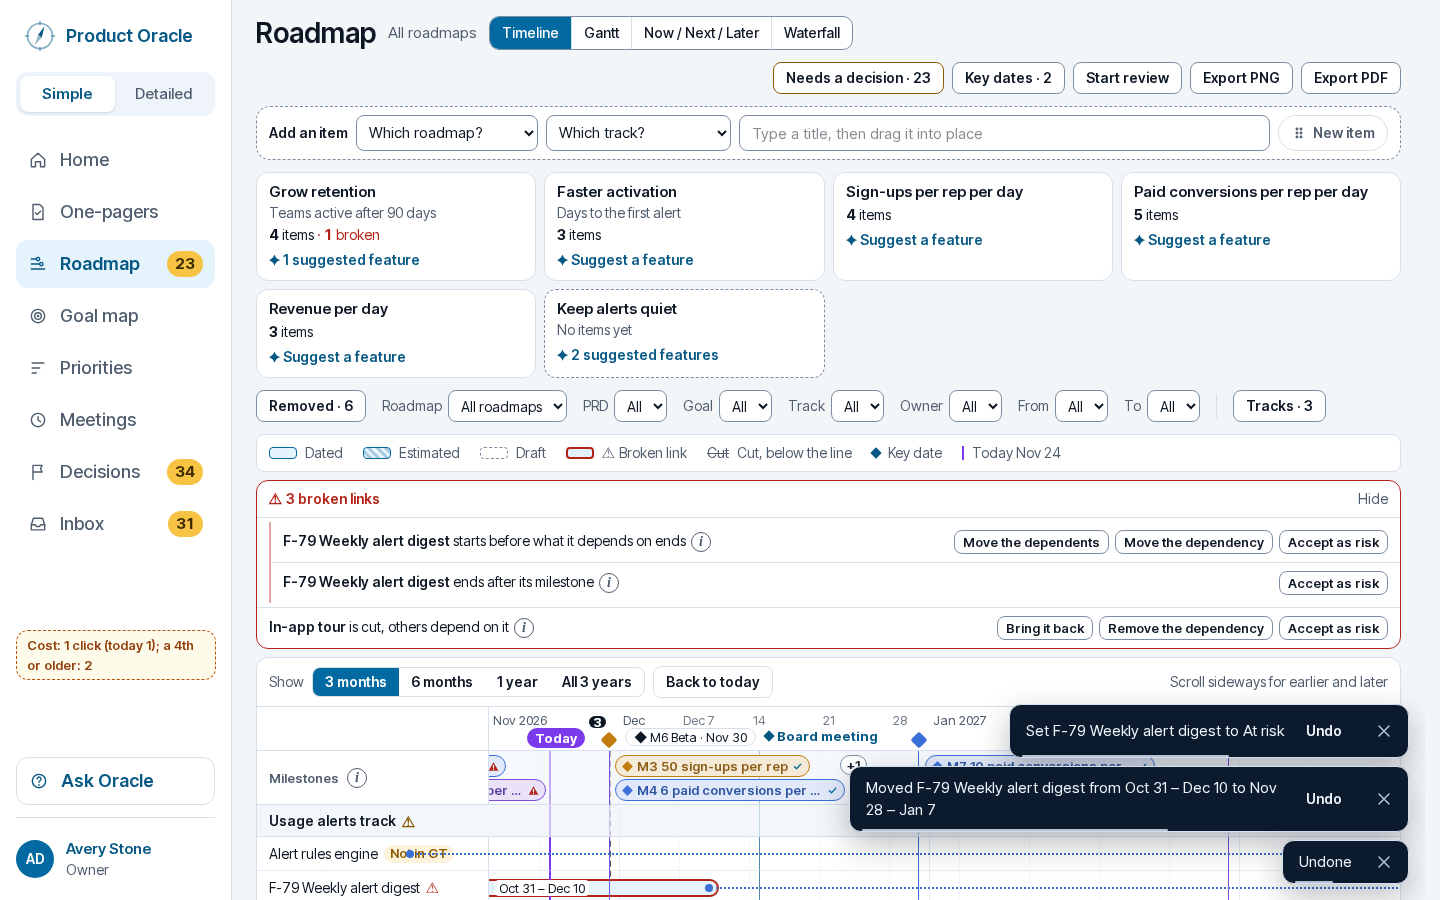 Product Oracle
Simple
Detailed
Home
One-pagers
Roadmap 23
Goal map
Priorities
Meetings
Decisions 34
Inbox 31
Cost: 1 click (today 1); a 4th
or older: 2
Ask Oracle
AD
Avery Stone
Owner
Roadmap All roadmaps Timeline Gantt Now / Next / Later Waterfall
Needs a decision · 23 Key dates · 2 Start review Export PNG Export PDF
Add an item Which roadmap? Which track? Type a title, then drag it into place New item
Grow retention
Teams active after 90 days
4 items · 1 broken
1 suggested feature
Faster activation
Days to the first alert
3 items
Suggest a feature
Sign-ups per rep per day
4 items
Suggest a feature
Paid conversions per rep per day
5 items
Suggest a feature
Revenue per day
3 items
Suggest a feature
Keep alerts quiet
No items yet
2 suggested features
Removed · 6 Roadmap All roadmaps PRD All Goal All Track All Owner All From All To All Tracks · 3
Dated Estimated Draft Broken link Cut Cut, below the line Key date Today Nov 24
3 broken links Hide
F-79 Weekly alert digest starts before what it depends on ends i Move the dependents Move the dependency Accept as risk
F-79 Weekly alert digest ends after its milestone i Accept as risk
In-app tour is cut, others depend on it i Bring it back Remove the dependency Accept as risk
Show 3 months 6 months 1 year All 3 years Back to today Scroll sideways for earlier and later
Nov 2026 3 Dec Dec 7 14 21 28 Jan 2027
Today M6 Beta · Nov 30 Board meeting
Milestones i M3 50 sign-ups per rep +1
per ... M4 6 paid conversions per ...
Usage alerts track
Alert rules engine
F-79 Weekly alert digest Oct 31 – Dec 10
Set F-79 Weekly alert digest to At risk Undo
Moved F-79 Weekly alert digest from Oct 31 – Dec 10 to Nov
28 – Jan 7
Undo
Undone